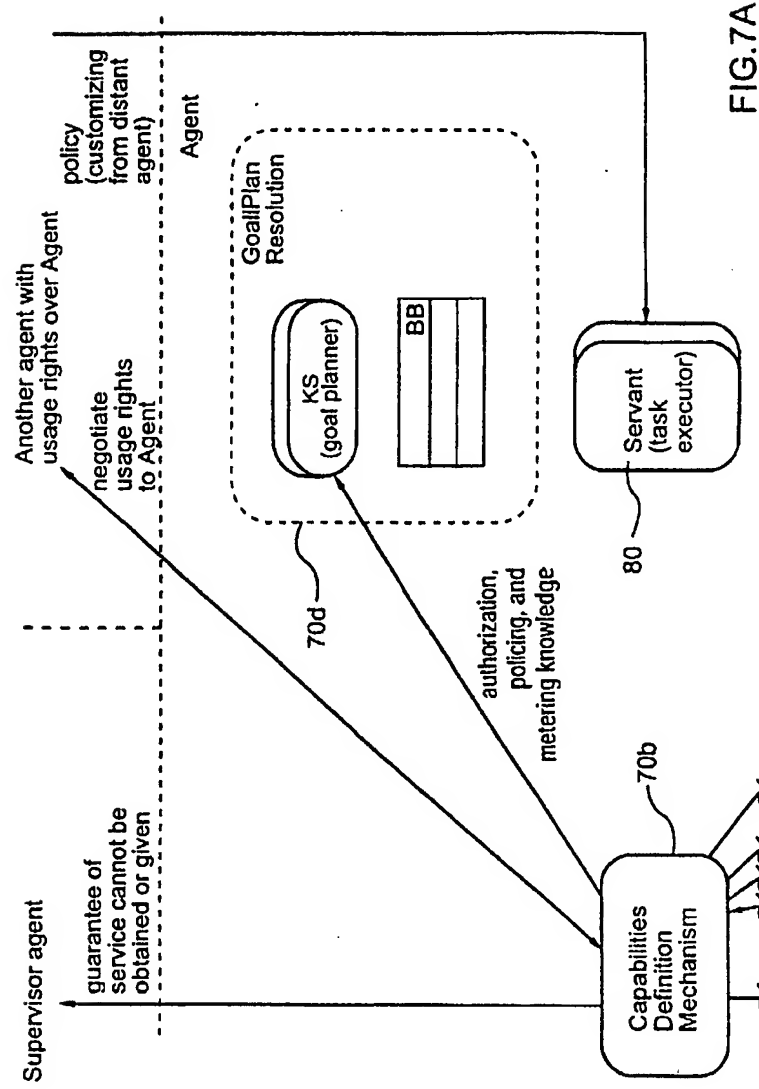 Supervisor agent
guarantee of
service cannot be
obtained or given
Another agent with
usage rights over Agent
negotiate
usage rights
to Agent
policy
(customizing
from distant
agent)
Agent
Goal/Plan
Resolution
KS
(goal planner)
BB
70d
authorization,
policing, and
metering knowledge
Capabilities
Definition
Mechanism
70b
Servant
(task
executor)
80
FIG.7A